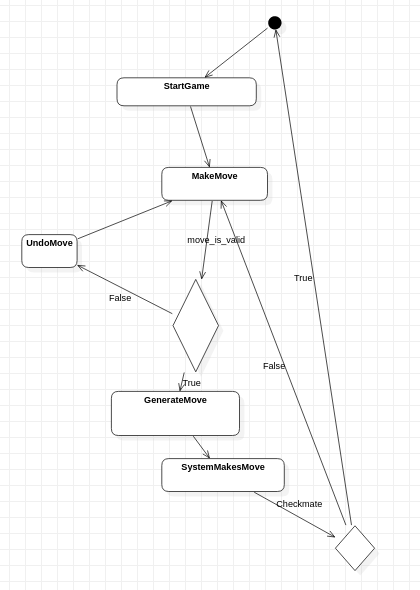 StartGame
MakeMove
move_is_valid
UndoMove
True
False
False
True
GenerateMove
SystemMakesMove
Checkmate